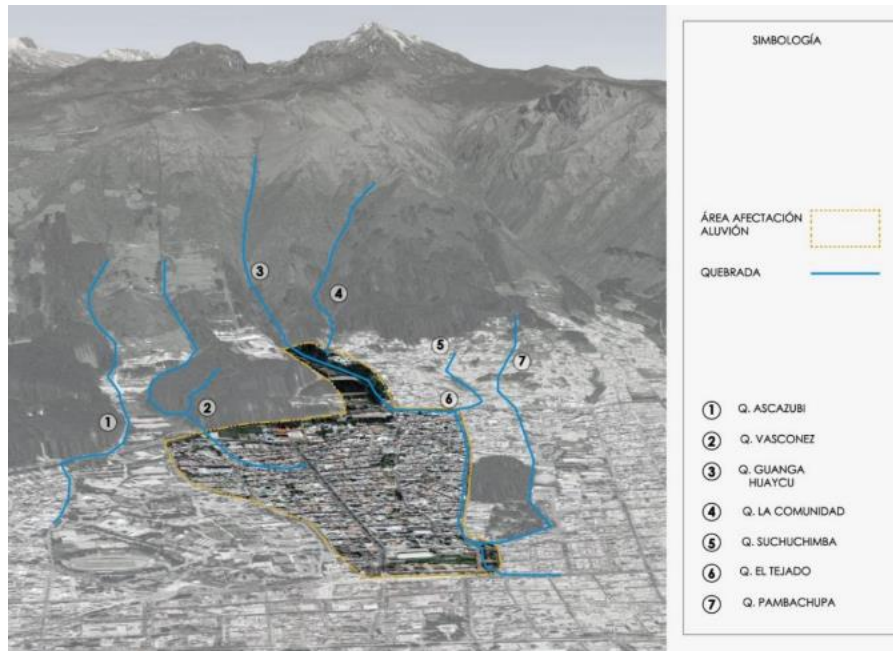 SIMBOLOGÍA
ÁREA AFECTACIÓN
ALUVIÓN
QUEBRADA
1 Q. ASCAZUBI
2 Q. VASCONEZ
3 Q. GUANGA
HUAYCU
4 Q. LA COMUNIDAD
5 Q. SUCHUCHIMBA
6 Q. EL TEJADO
7 Q. PAMBACHUPA
3
4
5
7
6
2
1